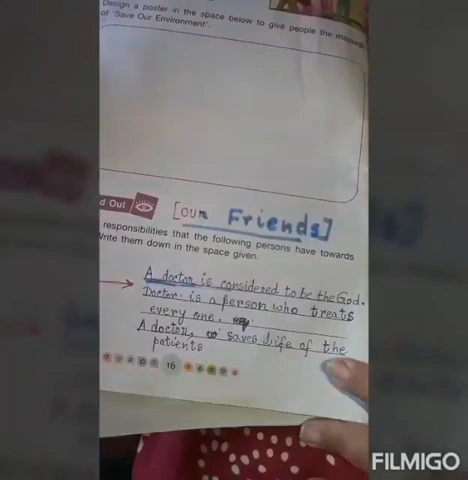 Design a poster in the space below to give people the message
of 'Save Our Environment'.
d Out
[OUR Friends]
responsibilities that the following persons have towards
Write them down in the space given.
A doctor is considered to be the God.
Doctor is a person who treats
every one.
A doctor, saves life of the
patients
16
FILMIGO